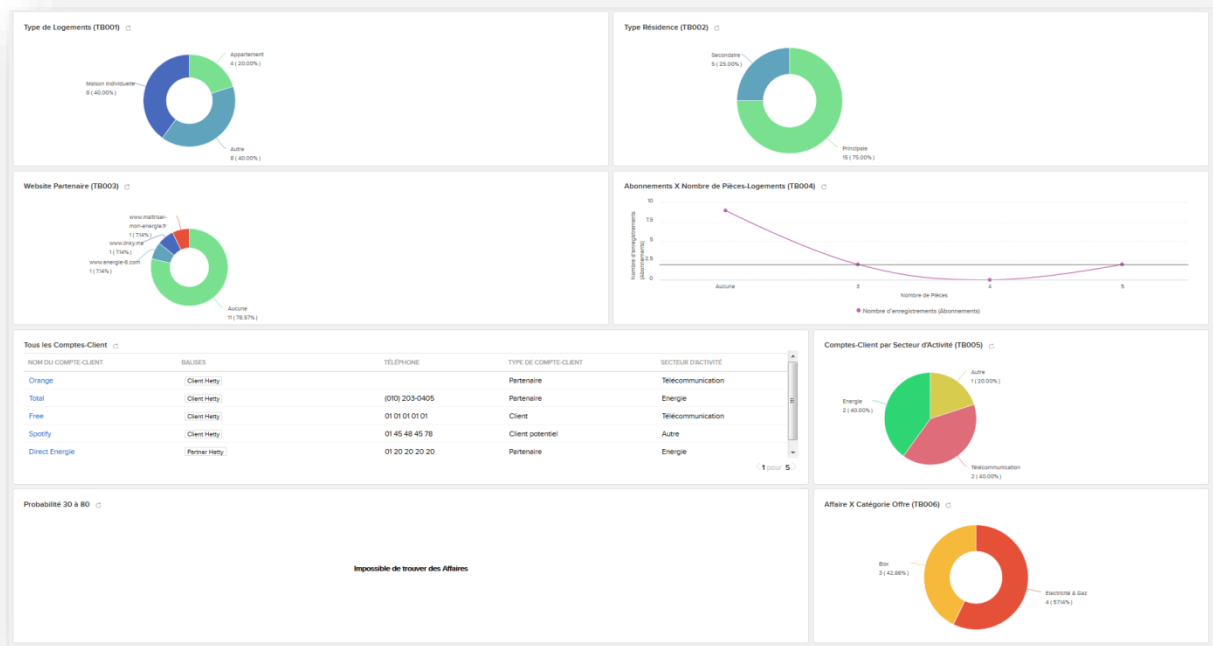 Type de Logements (TB001)
Appartement
4 ( 20.00% )
Maison Individuelle
8 ( 40.00% )
Autre
8 ( 40.00% )
Type Résidence (TB002)
Secondaire
5 ( 25.00% )
Principale
15 ( 75.00% )
Website Partenaire (TB003)
www.maitriser-
mon-energie.fr
1 ( 7.14% )
www.linky.me
1 ( 7.14% )
www.energie-6.com
1 ( 7.14% )
Aucune
11 ( 78.57% )
Abonnements X Nombre de Pièces-Logements (TB004)
10
7.5
5
2.5
0
Nombre d'enregistrements
(Abonnements)
Aucune
3
4
5
Nombre de Pièces
Nombre d'enregistrements (Abonnements)
Tous les Comptes-Client
NOM DU COMPTE-CLIENT BALISES TÉLÉPHONE TYPE DE COMPTE-CLIENT SECTEUR D'ACTIVITÉ
Orange Client Hetty Partenaire Télécommunication
Total Client Hetty (010) 203-0405 Partenaire Energie
Free Client Hetty 01 01 01 01 01 Client Télécommunication
Spotify Client Hetty 01 45 48 45 78 Client potentiel Autre
Direct Energie Partner Hetty 01 20 20 20 20 Partenaire Energie
1 pour 5
Comptes-Client par Secteur d'Activité (TB005)
Autre
1 ( 20.00% )
Energie
2 ( 40.00% )
Télécommunication
2 ( 40.00% )
Probabilité 30 à 80
Impossible de trouver des Affaires
Affaire X Catégorie Offre (TB006)
Box
3 ( 42.86% )
Electricité & Gaz
4 ( 57.14% )